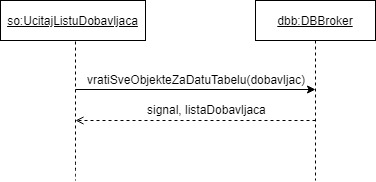 so:UcitajListuDobavljaca
dbb:DBBroker
vratiSveObjekteZaDatuTabelu(dobavljac)
signal, listaDobavljaca